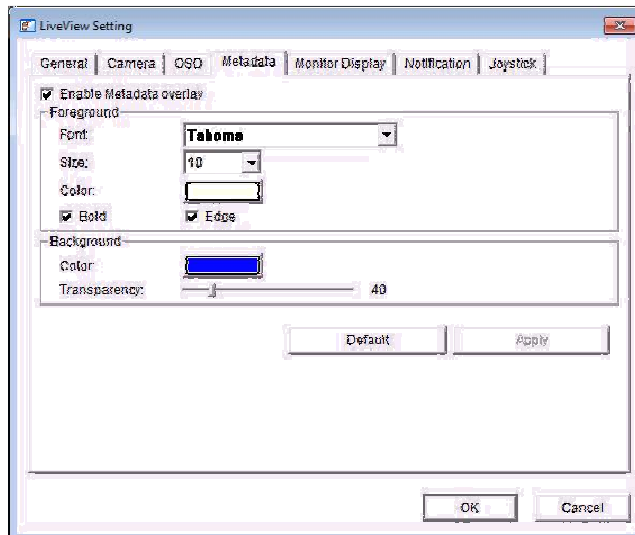 LiveView Setting
General Camera OSD Metadata Monitor Display Notification Joystick
Enable Metadata overlay
Foreground
Font: Tahoma
Size: 10
Color:
Bold Edge
Background
Color:
Transparency: 40
Default Apply
OK Cancel